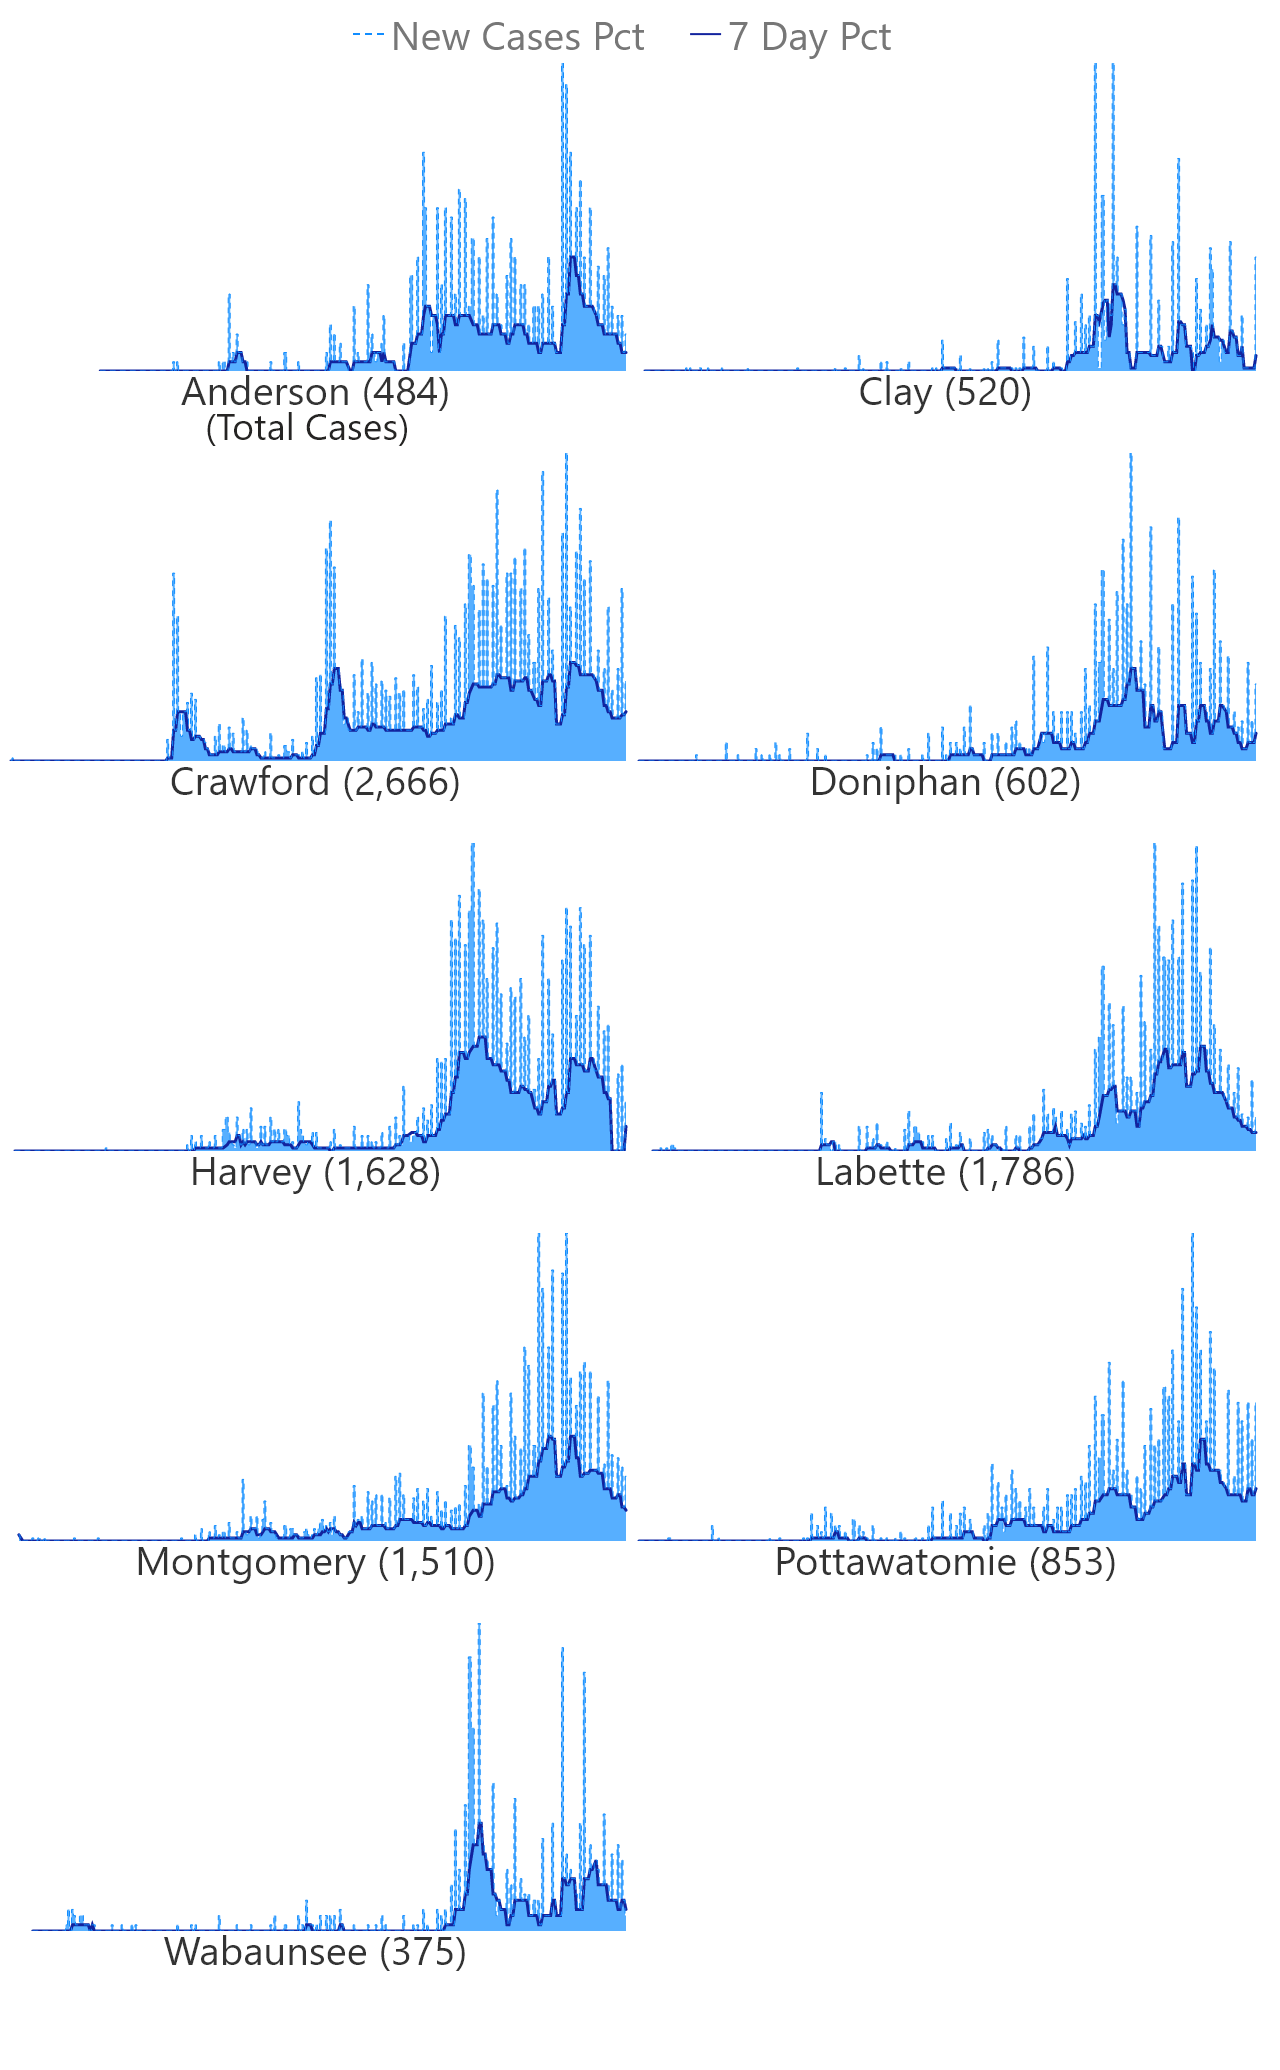 New Cases Pct 7 Day Pct
Anderson (484) Clay (520)
(Total Cases)
Crawford (2,666) Doniphan (602)
Harvey (1,628) Labette (1,786)
Montgomery (1,510) Pottawatomie (853)
Wabaunsee (375)